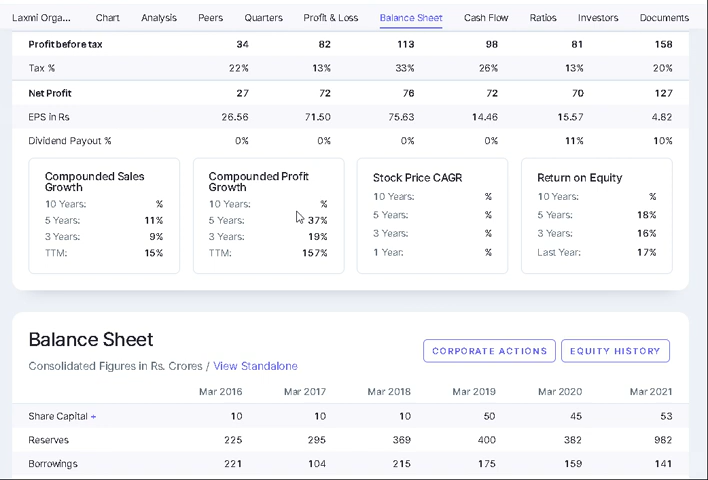 Laxmi Orga... Chart Analysis Peers Quarters Profit & Loss Balance Sheet Cash Flow Ratios Investors Documents
Profit before tax 34 82 113 98 81 158
Tax % 22% 13% 33% 26% 13% 20%
Net Profit 27 72 76 72 70 127
EPS in Rs 26.56 71.50 75.63 14.46 15.57 4.82
Dividend Payout % 0% 0% 0% 0% 11% 10%
Compounded Sales Growth
10 Years: %
5 Years: 11%
3 Years: 9%
TTM: 15%
Compounded Profit Growth
10 Years: %
5 Years: 37%
3 Years: 19%
TTM: 157%
Stock Price CAGR
10 Years: %
5 Years: %
3 Years: %
1 Year: %
Return on Equity
10 Years: %
5 Years: 18%
3 Years: 16%
Last Year: 17%
Balance Sheet
Consolidated Figures in Rs. Crores / View Standalone
CORPORATE ACTIONS EQUITY HISTORY
Mar 2016 Mar 2017 Mar 2018 Mar 2019 Mar 2020 Mar 2021
Share Capital + 10 10 10 50 45 53
Reserves 225 295 369 400 382 982
Borrowings 221 104 215 175 159 141